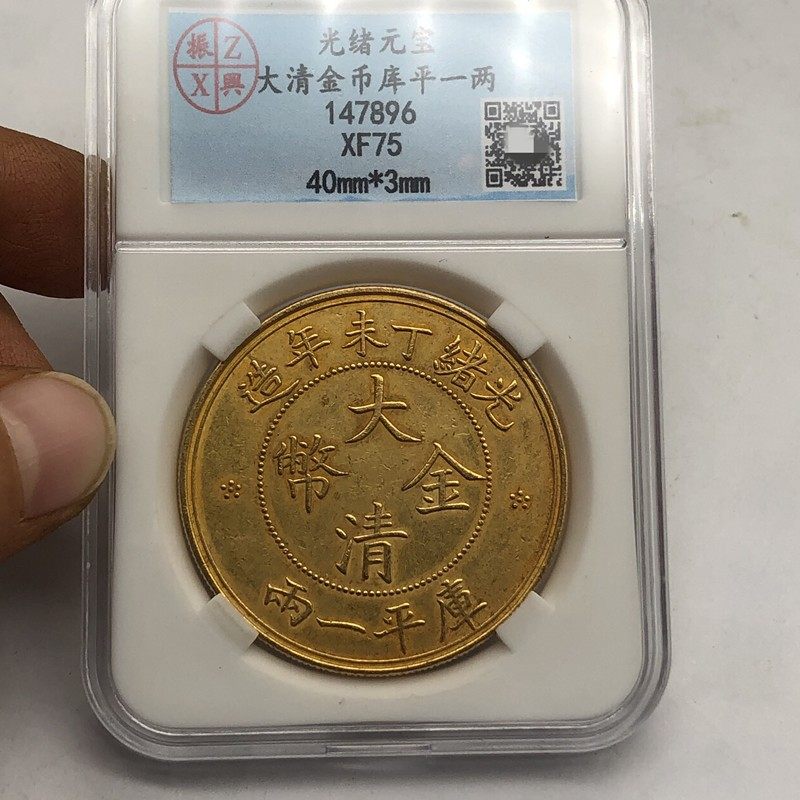 振 Z
X 興
光绪元宝
大清金币库平一两
147896
XF75
40mm*3mm
造年未丁緒光
大清金幣
兩一平庫